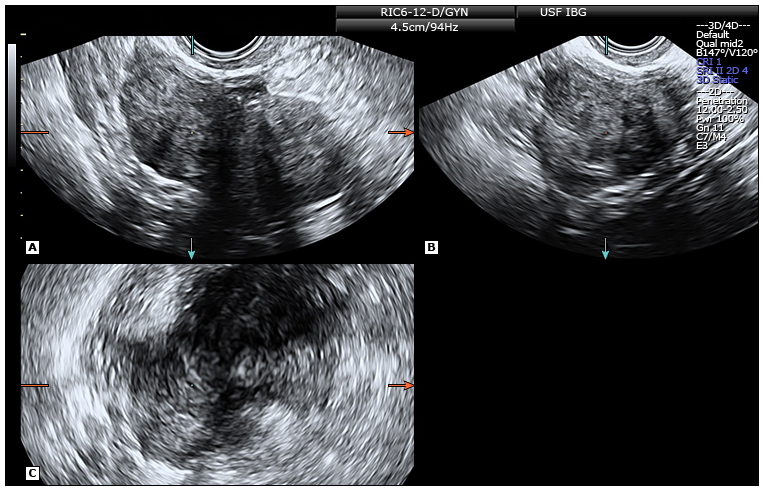 RIC6-12-D/GYN
USF IBG
4.5cm/94Hz
---3D/4D---
Default
Qual mid2
B147°/V120°
CRI 1
SRI II 2D 4
3D Static
---2D---
Penetration
12.00-2.50
Pwr 100%
Gn 11
C7/M4
E3
A
B
C